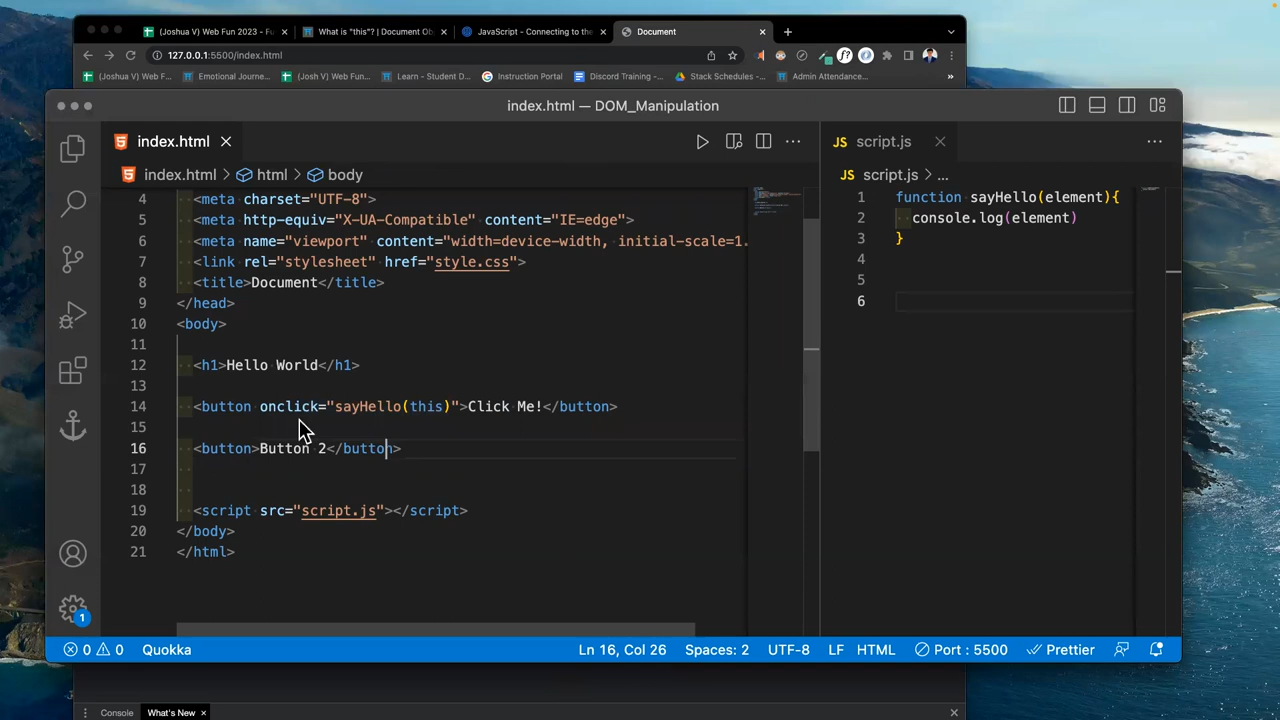 (Joshua V) Web Fun 2023 - Fu
What is "this"? | Document Ob
JavaScript - Connecting to the
Document
127.0.0.1:5500/index.html
(Joshua V) Web F...
Emotional Journe...
(Josh V) Web Fun...
Learn - Student D...
Instruction Portal
Discord Training -...
Stack Schedules -...
Admin Attendance...
index.html — DOM_Manipulation
index.html
JS script.js
index.html > html > body
JS script.js > ...
4 <meta charset="UTF-8">
5 <meta http-equiv="X-UA-Compatible" content="IE=edge">
6 <meta name="viewport" content="width=device-width, initial-scale=1.
7 <link rel="stylesheet" href="style.css">
8 <title>Document</title>
9 </head>
10 <body>
11
12 <h1>Hello World</h1>
13
14 <button onclick="sayHello(this)">Click Me!</button>
15
16 <button>Button 2</button>
17
18
19 <script src="script.js"></script>
20 </body>
21 </html>
1 function sayHello(element){
2 console.log(element)
3 }
4
5
6
1
0 0 Quokka
Ln 16, Col 26
Spaces: 2
UTF-8
LF
HTML
Port : 5500
Prettier
Console
What's New